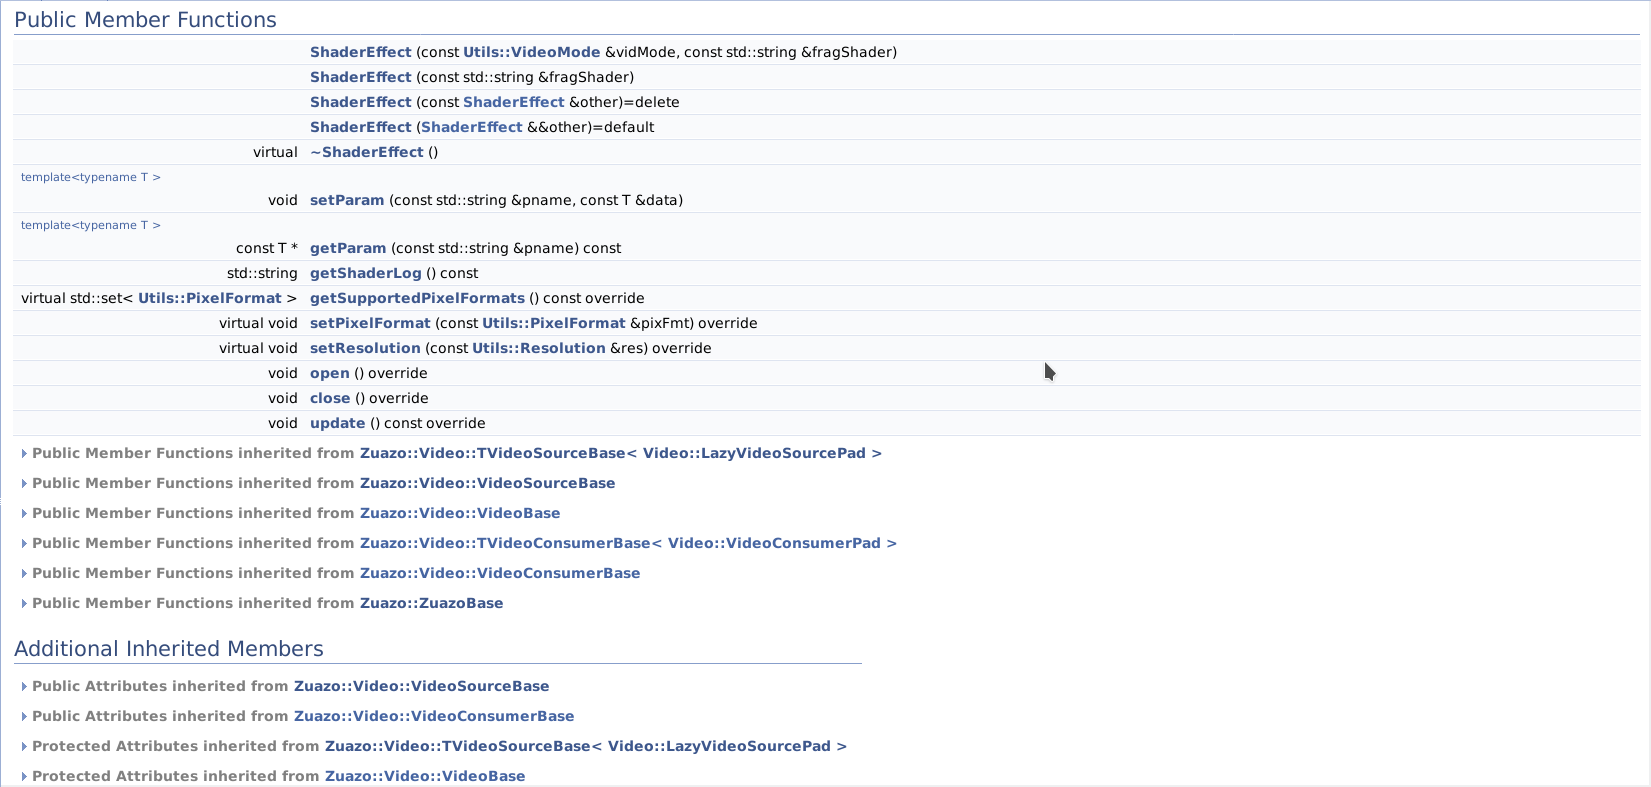 Public Member Functions
ShaderEffect (const Utils::VideoMode &vidMode, const std::string &fragShader)
ShaderEffect (const std::string &fragShader)
ShaderEffect (const ShaderEffect &other)=delete
ShaderEffect (ShaderEffect &&other)=default
virtual ~ShaderEffect ()
template<typename T >
void setParam (const std::string &pname, const T &data)
template<typename T >
const T * getParam (const std::string &pname) const
std::string getShaderLog () const
virtual std::set< Utils::PixelFormat > getSupportedPixelFormats () const override
virtual void setPixelFormat (const Utils::PixelFormat &pixFmt) override
virtual void setResolution (const Utils::Resolution &res) override
void open () override
void close () override
void update () const override
Public Member Functions inherited from Zuazo::Video::TVideoSourceBase< Video::LazyVideoSourcePad >
Public Member Functions inherited from Zuazo::Video::VideoSourceBase
Public Member Functions inherited from Zuazo::Video::VideoBase
Public Member Functions inherited from Zuazo::Video::TVideoConsumerBase< Video::VideoConsumerPad >
Public Member Functions inherited from Zuazo::Video::VideoConsumerBase
Public Member Functions inherited from Zuazo::ZuazoBase
Additional Inherited Members
Public Attributes inherited from Zuazo::Video::VideoSourceBase
Public Attributes inherited from Zuazo::Video::VideoConsumerBase
Protected Attributes inherited from Zuazo::Video::TVideoSourceBase< Video::LazyVideoSourcePad >
Protected Attributes inherited from Zuazo::Video::VideoBase